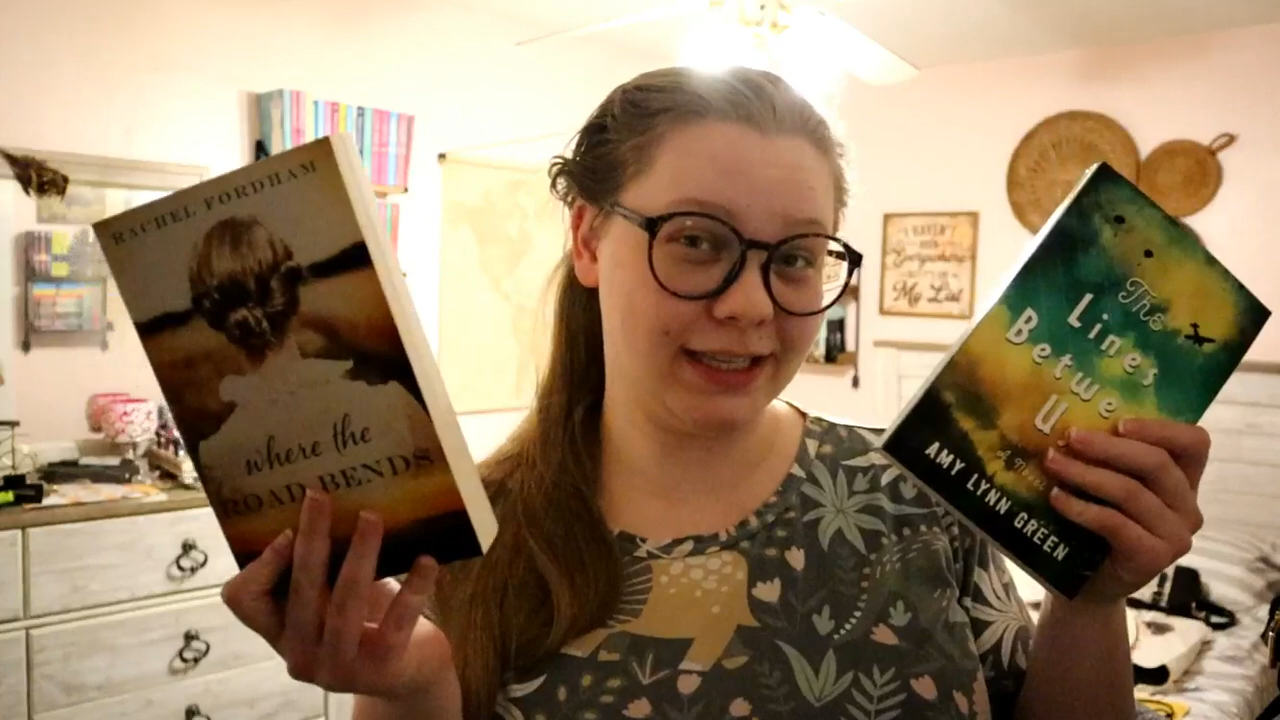 RACHEL FORDHAM
where the
ROAD BENDS
The
Lines
Betwe
U
A Novel
AMY LYNN GREEN
I HAVEN'T
BEEN
Everywhere
BUT IT'S ON
My List